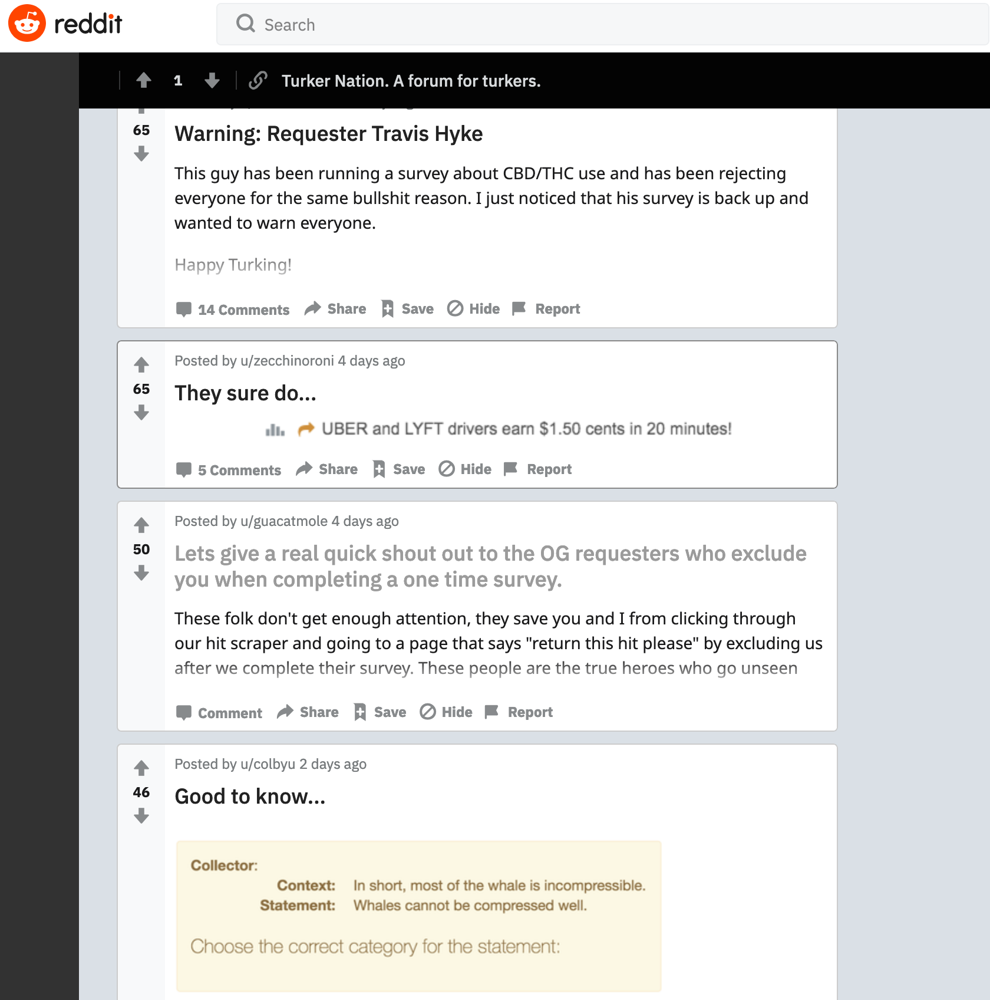 reddit
Search
1
Turker Nation. A forum for turkers.
65
Warning: Requester Travis Hyke
This guy has been running a survey about CBD/THC use and has been rejecting
everyone for the same bullshit reason. I just noticed that his survey is back up and
wanted to warn everyone.
Happy Turking!
14 Comments Share Save Hide Report
Posted by u/zecchinoroni 4 days ago
65
They sure do...
UBER and LYFT drivers earn $1.50 cents in 20 minutes!
5 Comments Share Save Hide Report
Posted by u/guacatmole 4 days ago
50
Lets give a real quick shout out to the OG requesters who exclude
you when completing a one time survey.
These folk don't get enough attention, they save you and I from clicking through
our hit scraper and going to a page that says "return this hit please" by excluding us
after we complete their survey. These people are the true heroes who go unseen
Comment Share Save Hide Report
Posted by u/colbyu 2 days ago
46
Good to know...
Collector:
Context: In short, most of the whale is incompressible.
Statement: Whales cannot be compressed well.
Choose the correct category for the statement: